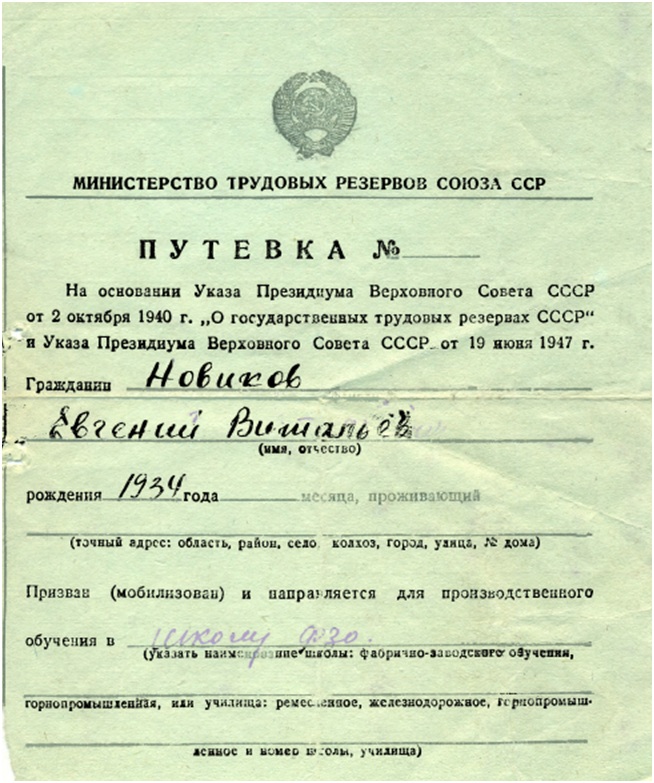 МИНИСТЕРСТВО ТРУДОВЫХ РЕЗЕРВОВ СОЮЗА ССР
ПУТЕВКА №
На основании Указа Президиума Верховного Совета СССР
от 2 октября 1940 г. „О государственных трудовых резервах СССР“
и Указа Президиума Верховного Совета СССР от 19 июня 1947 г.
Гражданин Новиков
Евгений Витальев
(имя, отчество)
рождения 1934 года месяца, проживающий
(точный адрес: область, район, село, колхоз, город, улица, № дома)
Призван (мобилизован) и направляется для производственного
обучения в школу ФЗО.
(указать наименование школы: фабрично-заводского обучения,
горнопромышленная, или училища: ремесленное, железнодорожное, горнопромыш-
ленное и номер школы, училища)